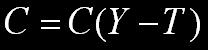 C = C(Y − T)